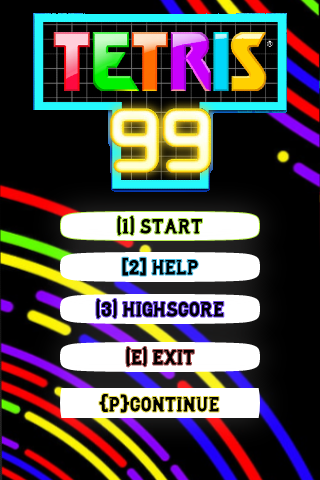 TETRIS®
99
(1) START
[2] HELP
(3) HIGHSCORE
(E) EXIT
{P}CONTINUE